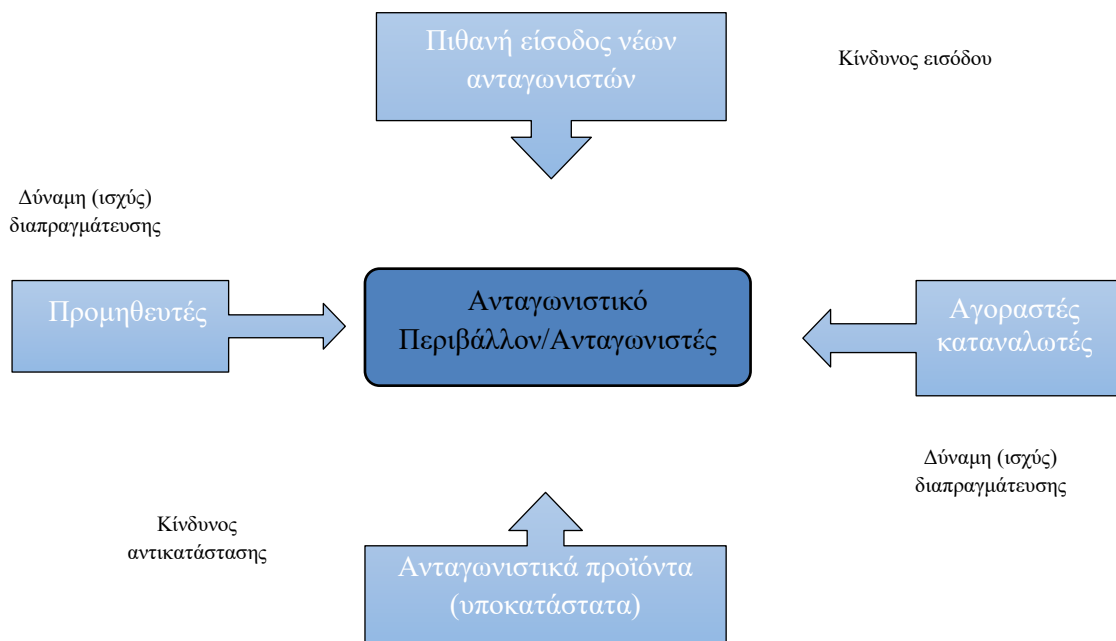 Πιθανή είσοδος νέων
ανταγωνιστών
Κίνδυνος εισόδου
Δύναμη (ισχύς)
διαπραγμάτευσης
Προμηθευτές
Ανταγωνιστικό
Περιβάλλον/Ανταγωνιστές
Αγοραστές
καταναλωτές
Δύναμη (ισχύς)
διαπραγμάτευσης
Κίνδυνος
αντικατάστασης
Ανταγωνιστικά προϊόντα
(υποκατάστατα)